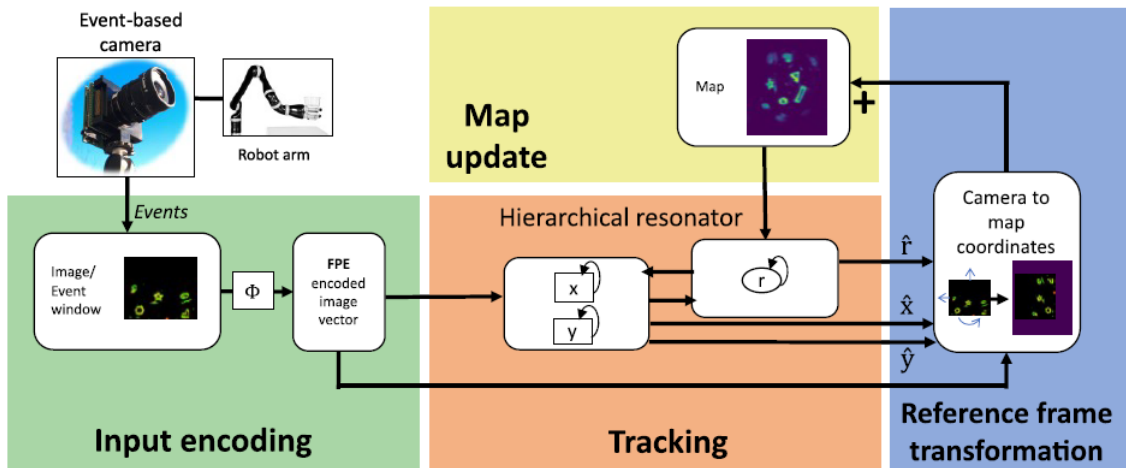 Event-based
camera
Robot arm
Map
update
Map
+
Events
Image/
Event
window
Φ
FPE
encoded
image
vector
Input encoding
Hierarchical resonator
x
y
r
Tracking
r̂
x̂
ŷ
Camera to
map
coordinates
Reference frame
transformation